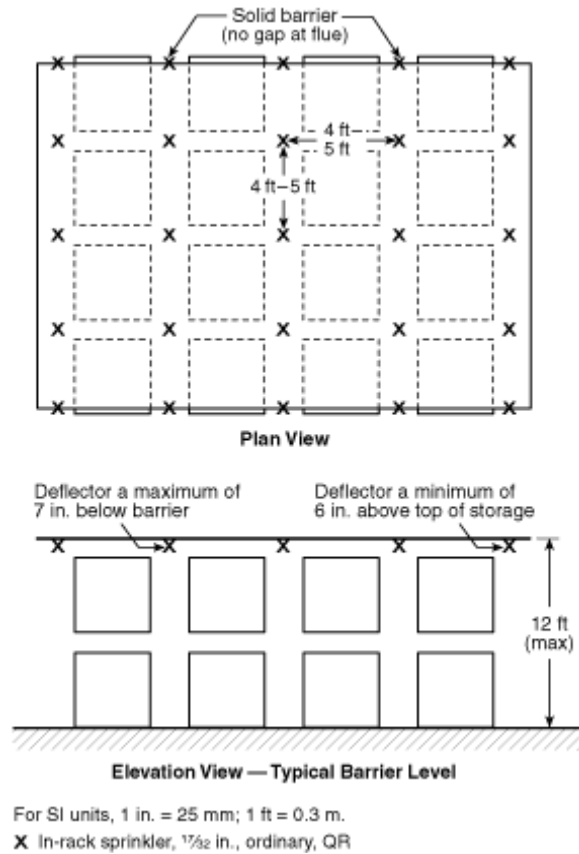 Solid barrier
(no gap at flue)
4 ft
5 ft
4 ft–5 ft
Plan View
Deflector a maximum of
7 in. below barrier
Deflector a minimum of
6 in. above top of storage
12 ft
(max)
Elevation View — Typical Barrier Level
For SI units, 1 in. = 25 mm; 1 ft = 0.3 m.
X In-rack sprinkler, 17/32 in., ordinary, QR